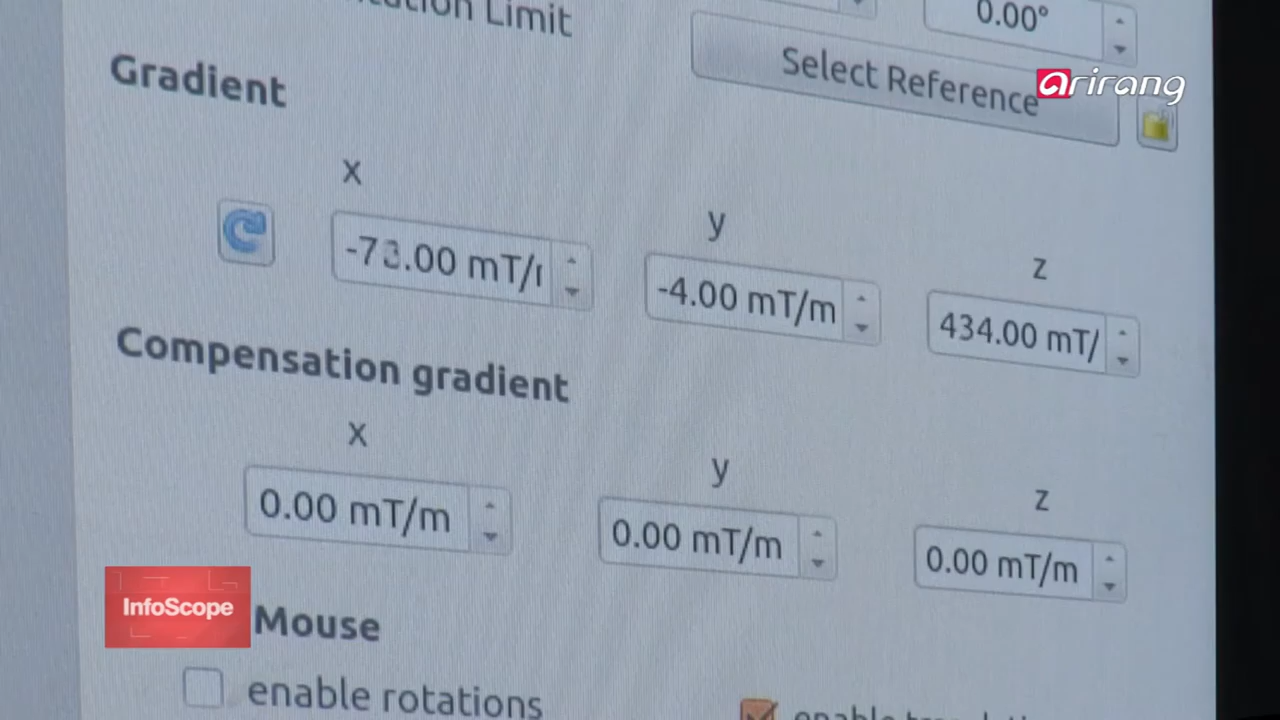 Limit
0.00°
Select Reference
arirang
Gradient
x
y
z
-4.00 mT/m
434.00 mT/
Compensation gradient
x
y
z
0.00 mT/m
0.00 mT/m
0.00 mT/m
InfoScope
Mouse
enable rotations
enable